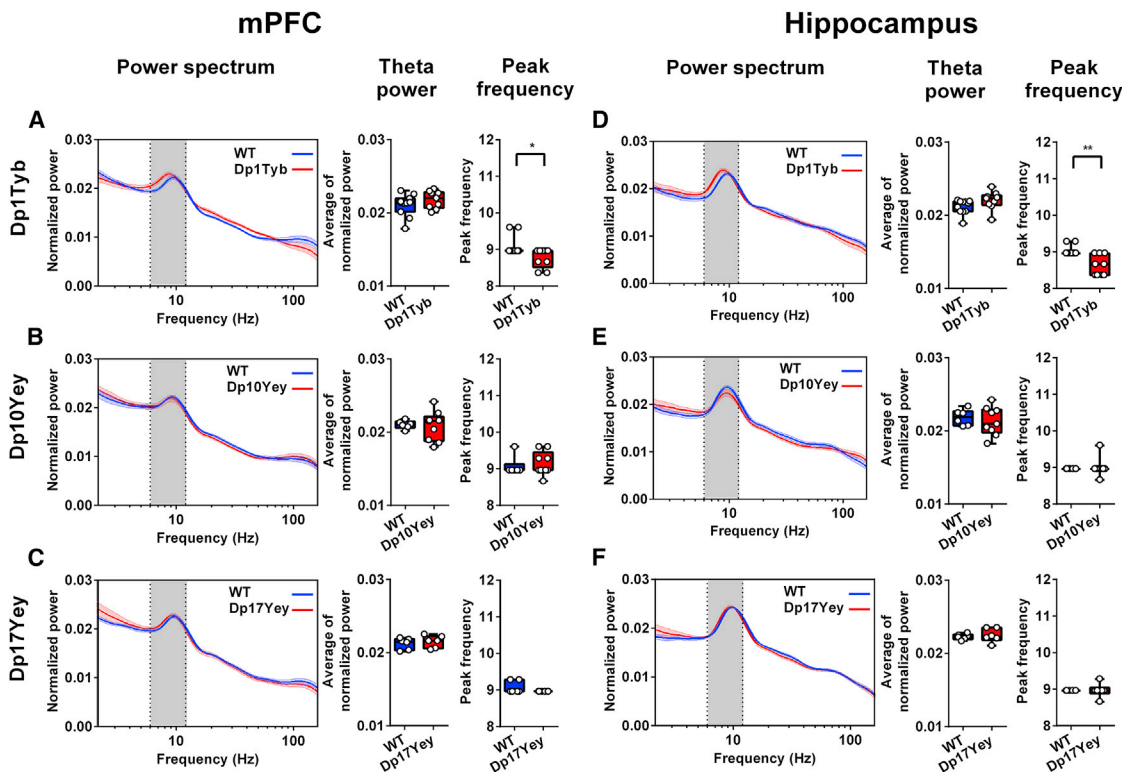 mPFC
Hippocampus
Power spectrum
Theta
power
Peak
frequency
Power spectrum
Theta
power
Peak
frequency
Dp1Tyb
A
Normalized power
0.03
0.02
0.01
0.00
WT
Dp1Tyb
10
100
Frequency (Hz)
Average of
normalized power
0.03
0.02
0.01
WT
Dp1Tyb
Peak frequency
12
11
10
9
8
*
WT
Dp1Tyb
D
Normalized power
0.03
0.02
0.01
0.00
WT
Dp1Tyb
10
100
Frequency (Hz)
Average of
normalized power
0.03
0.02
0.01
WT
Dp1Tyb
Peak frequency
12
11
10
9
8
**
WT
Dp1Tyb
Dp10Yey
B
Normalized power
0.03
0.02
0.01
0.00
WT
Dp10Yey
10
100
Frequency (Hz)
Average of
normalized power
0.03
0.02
0.01
WT
Dp10Yey
Peak frequency
12
11
10
9
8
WT
Dp10Yey
E
Normalized power
0.03
0.02
0.01
0.00
WT
Dp10Yey
10
100
Frequency (Hz)
Average of
normalized power
0.03
0.02
0.01
WT
Dp10Yey
Peak frequency
12
11
10
9
8
WT
Dp10Yey
Dp17Yey
C
Normalized power
0.03
0.02
0.01
0.00
WT
Dp17Yey
10
100
Frequency (Hz)
Average of
normalized power
0.03
0.02
0.01
WT
Dp17Yey
Peak frequency
12
11
10
9
8
WT
Dp17Yey
F
Normalized power
0.03
0.02
0.01
0.00
WT
Dp17Yey
10
100
Frequency (Hz)
Average of
normalized power
0.03
0.02
0.01
WT
Dp17Yey
Peak frequency
12
11
10
9
8
WT
Dp17Yey